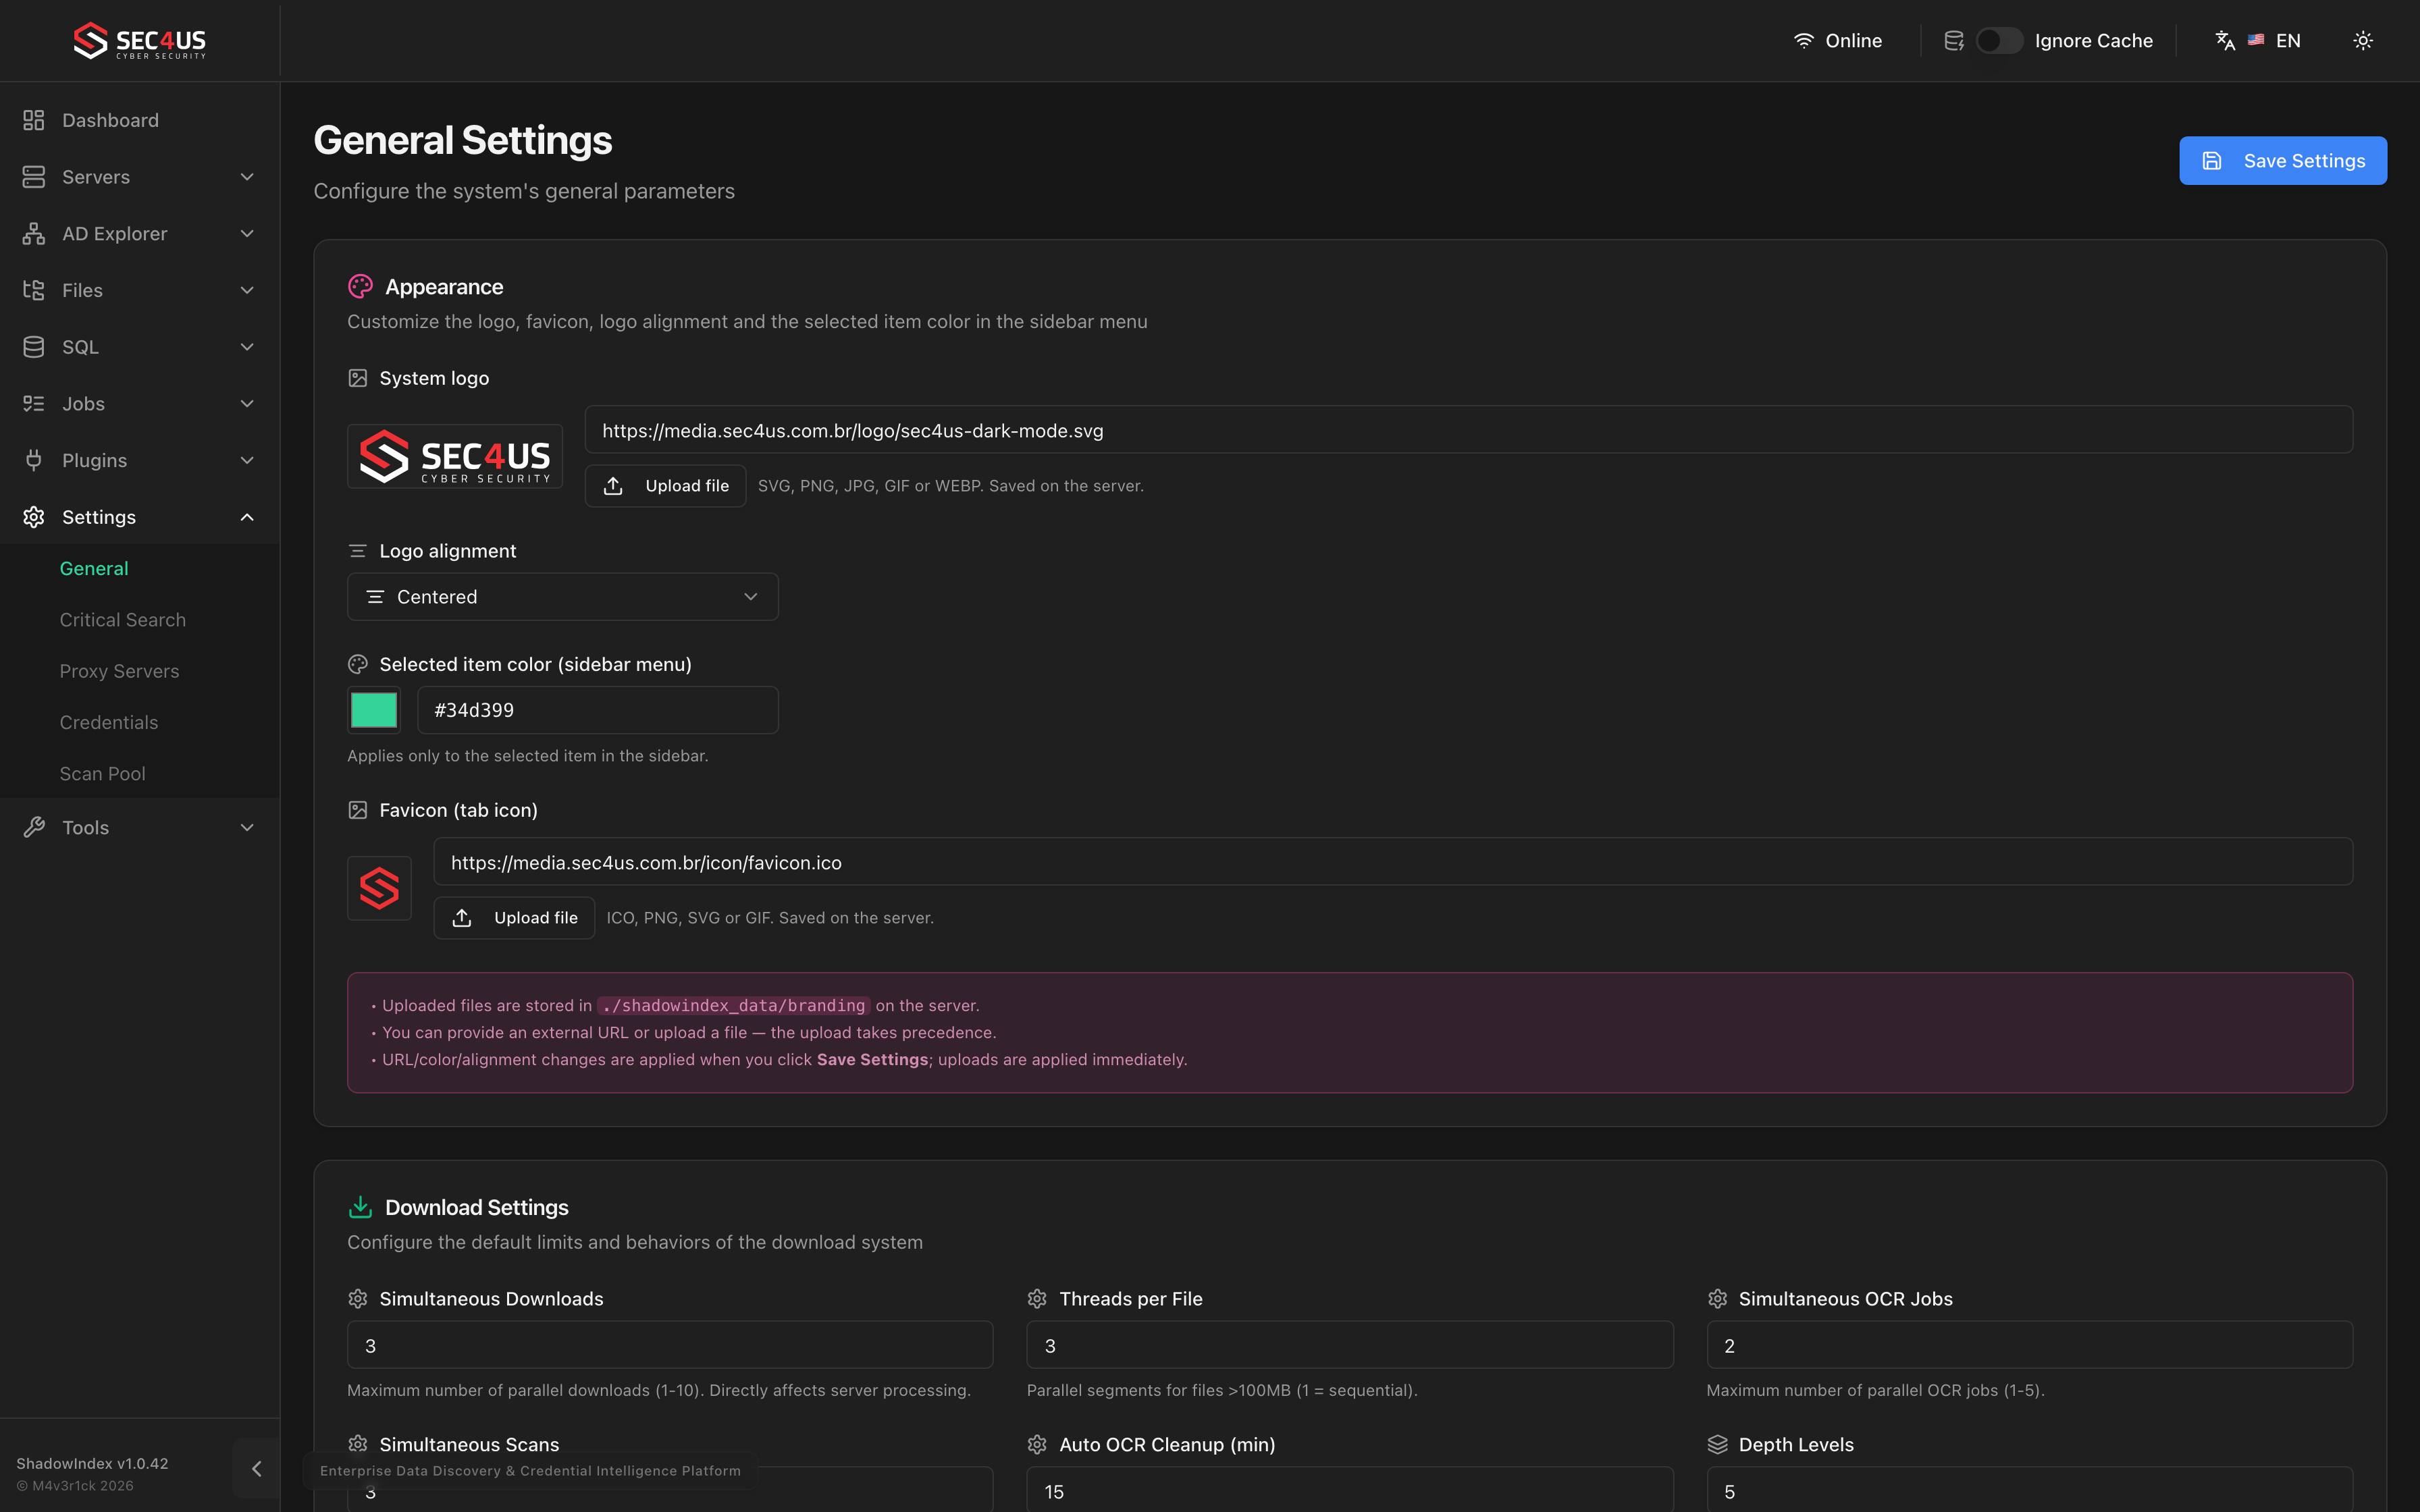 SEC4US
CYBER SECURITY
Online
Ignore Cache
EN
Dashboard
Servers
AD Explorer
Files
SQL
Jobs
Plugins
Settings
General
Critical Search
Proxy Servers
Credentials
Scan Pool
Tools
ShadowIndex v1.0.42
© M4v3r1ck 2026
General Settings
Configure the system's general parameters
Save Settings
Appearance
Customize the logo, favicon, logo alignment and the selected item color in the sidebar menu
System logo
SEC4US
CYBER SECURITY
https://media.sec4us.com.br/logo/sec4us-dark-mode.svg
Upload file
SVG, PNG, JPG, GIF or WEBP. Saved on the server.
Logo alignment
Centered
Selected item color (sidebar menu)
#34d399
Applies only to the selected item in the sidebar.
Favicon (tab icon)
https://media.sec4us.com.br/icon/favicon.ico
Upload file
ICO, PNG, SVG or GIF. Saved on the server.
• Uploaded files are stored in ./shadowindex_data/branding on the server.
• You can provide an external URL or upload a file — the upload takes precedence.
• URL/color/alignment changes are applied when you click Save Settings; uploads are applied immediately.
Download Settings
Configure the default limits and behaviors of the download system
Simultaneous Downloads
3
Maximum number of parallel downloads (1-10). Directly affects server processing.
Threads per File
3
Parallel segments for files >100MB (1 = sequential).
Simultaneous OCR Jobs
2
Maximum number of parallel OCR jobs (1-5).
Simultaneous Scans
3
Auto OCR Cleanup (min)
15
Depth Levels
5
Enterprise Data Discovery & Credential Intelligence Platform